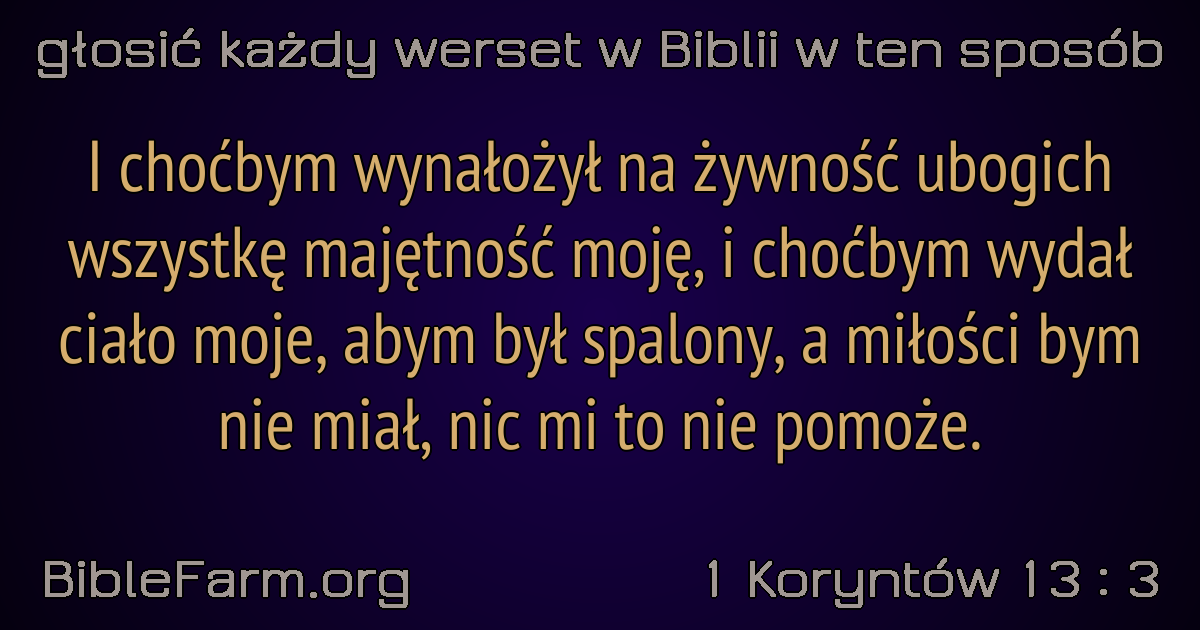 głosić każdy werset w Biblii w ten sposób
I choćbym wynałożył na żywność ubogich
wszystkę majętność moję, i choćbym wydał
ciało moje, abym był spalony, a miłości bym
nie miał, nic mi to nie pomoże.
BibleFarm.org
1 Koryntów 13 : 3